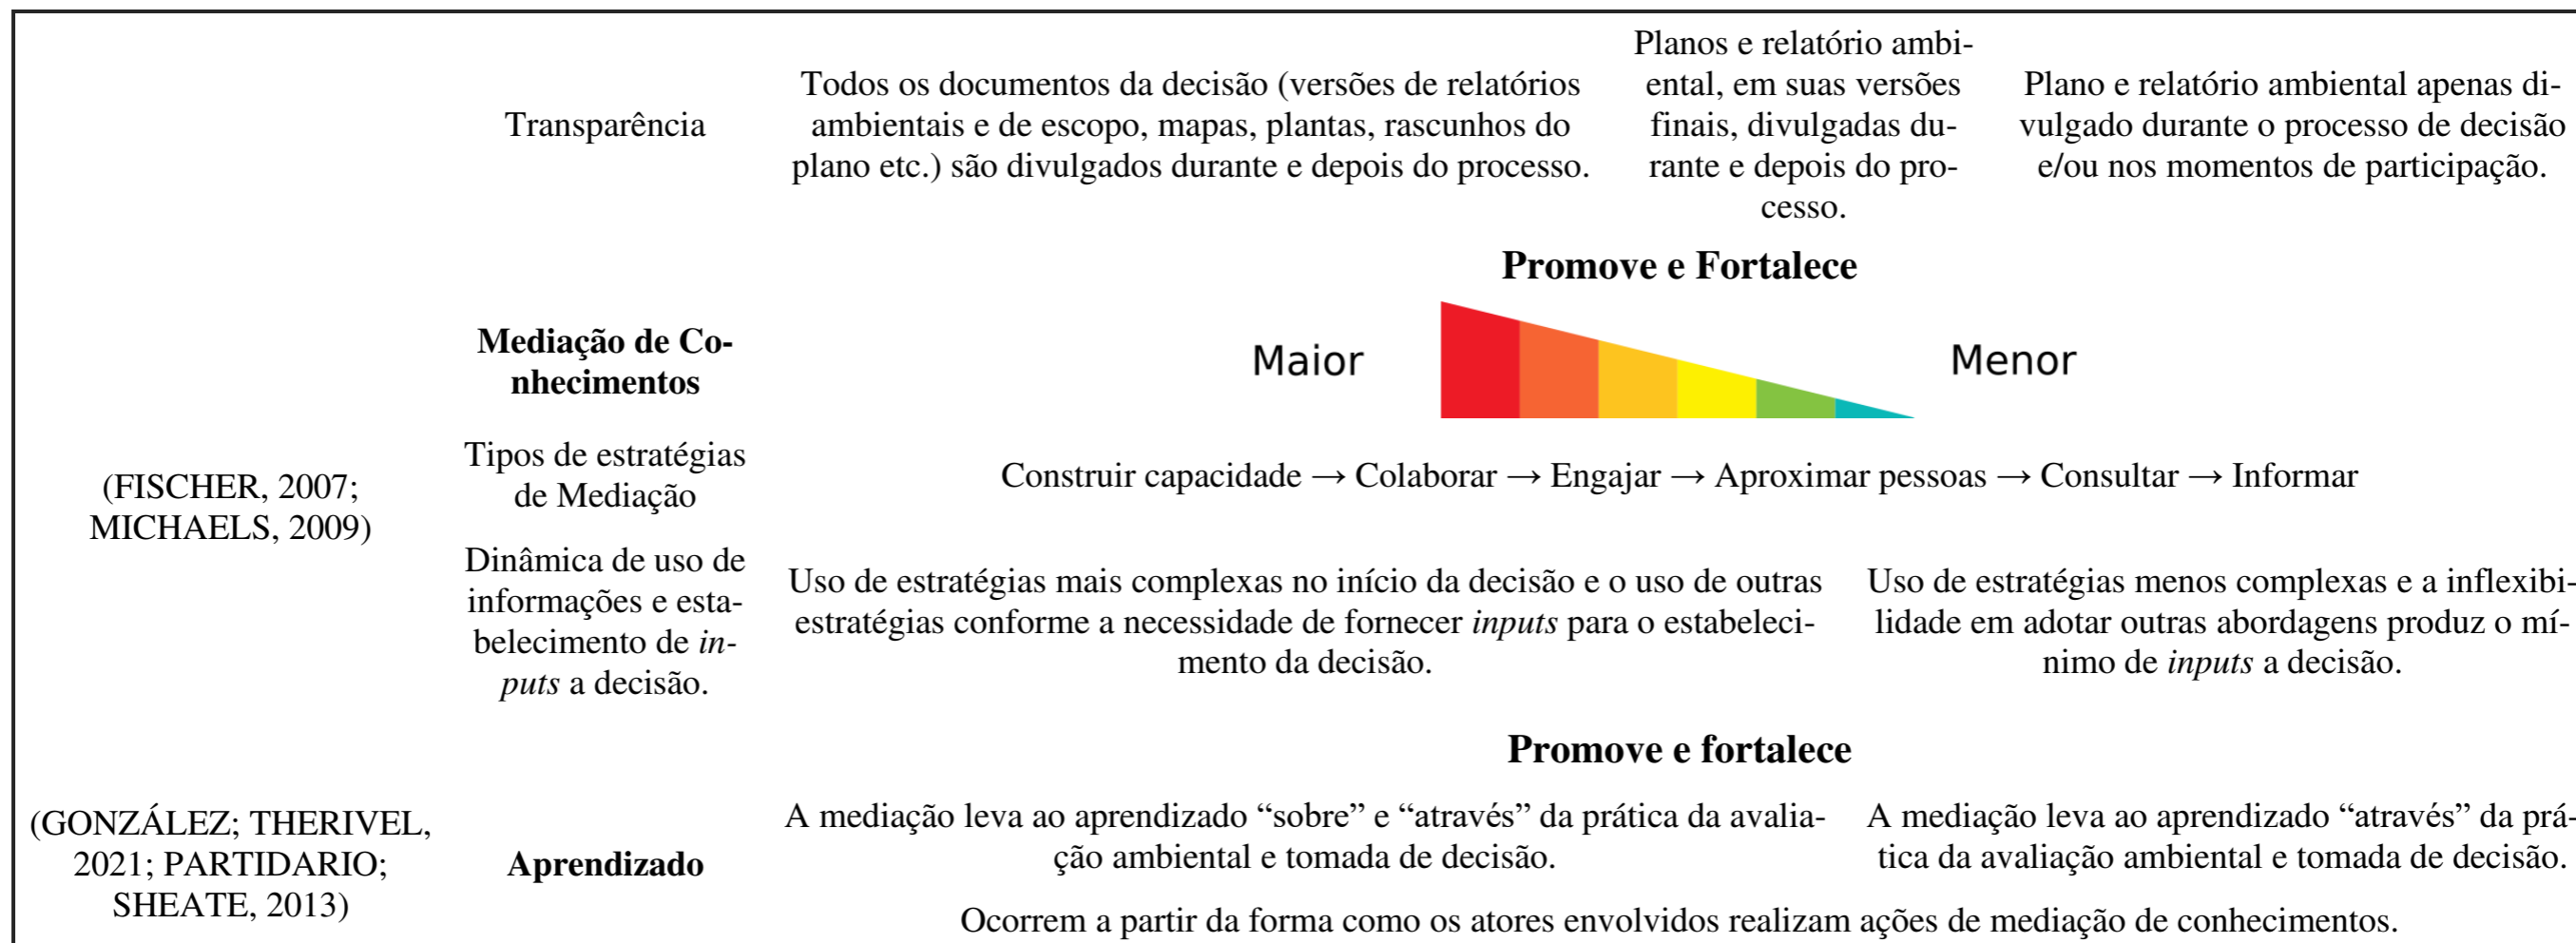 Transparência
Todos os documentos da decisão (versões de relatórios
ambientais e de escopo, mapas, plantas, rascunhos do
plano etc.) são divulgados durante e depois do processo.
Planos e relatório ambi-
ental, em suas versões
finais, divulgadas du-
rante e depois do pro-
cesso.
Plano e relatório ambiental apenas di-
vulgado durante o processo de decisão
e/ou nos momentos de participação.
Promove e Fortalece
Mediação de Co-
nhecimentos
Maior
Menor
(FISCHER, 2007;
MICHAELS, 2009)
Tipos de estratégias
de Mediação
Construir capacidade → Colaborar → Engajar → Aproximar pessoas → Consultar → Informar
Dinâmica de uso de
informações e esta-
belecimento de in-
puts a decisão.
Uso de estratégias mais complexas no início da decisão e o uso de outras
estratégias conforme a necessidade de fornecer inputs para o estabeleci-
mento da decisão.
Uso de estratégias menos complexas e a inflexibi-
lidade em adotar outras abordagens produz o mí-
nimo de inputs a decisão.
Promove e fortalece
(GONZÁLEZ; THERIVEL,
2021; PARTIDARIO;
SHEATE, 2013)
Aprendizado
A mediação leva ao aprendizado “sobre” e “através” da prática da avalia-
ção ambiental e tomada de decisão.
A mediação leva ao aprendizado “através” da prá-
tica da avaliação ambiental e tomada de decisão.
Ocorrem a partir da forma como os atores envolvidos realizam ações de mediação de conhecimentos.